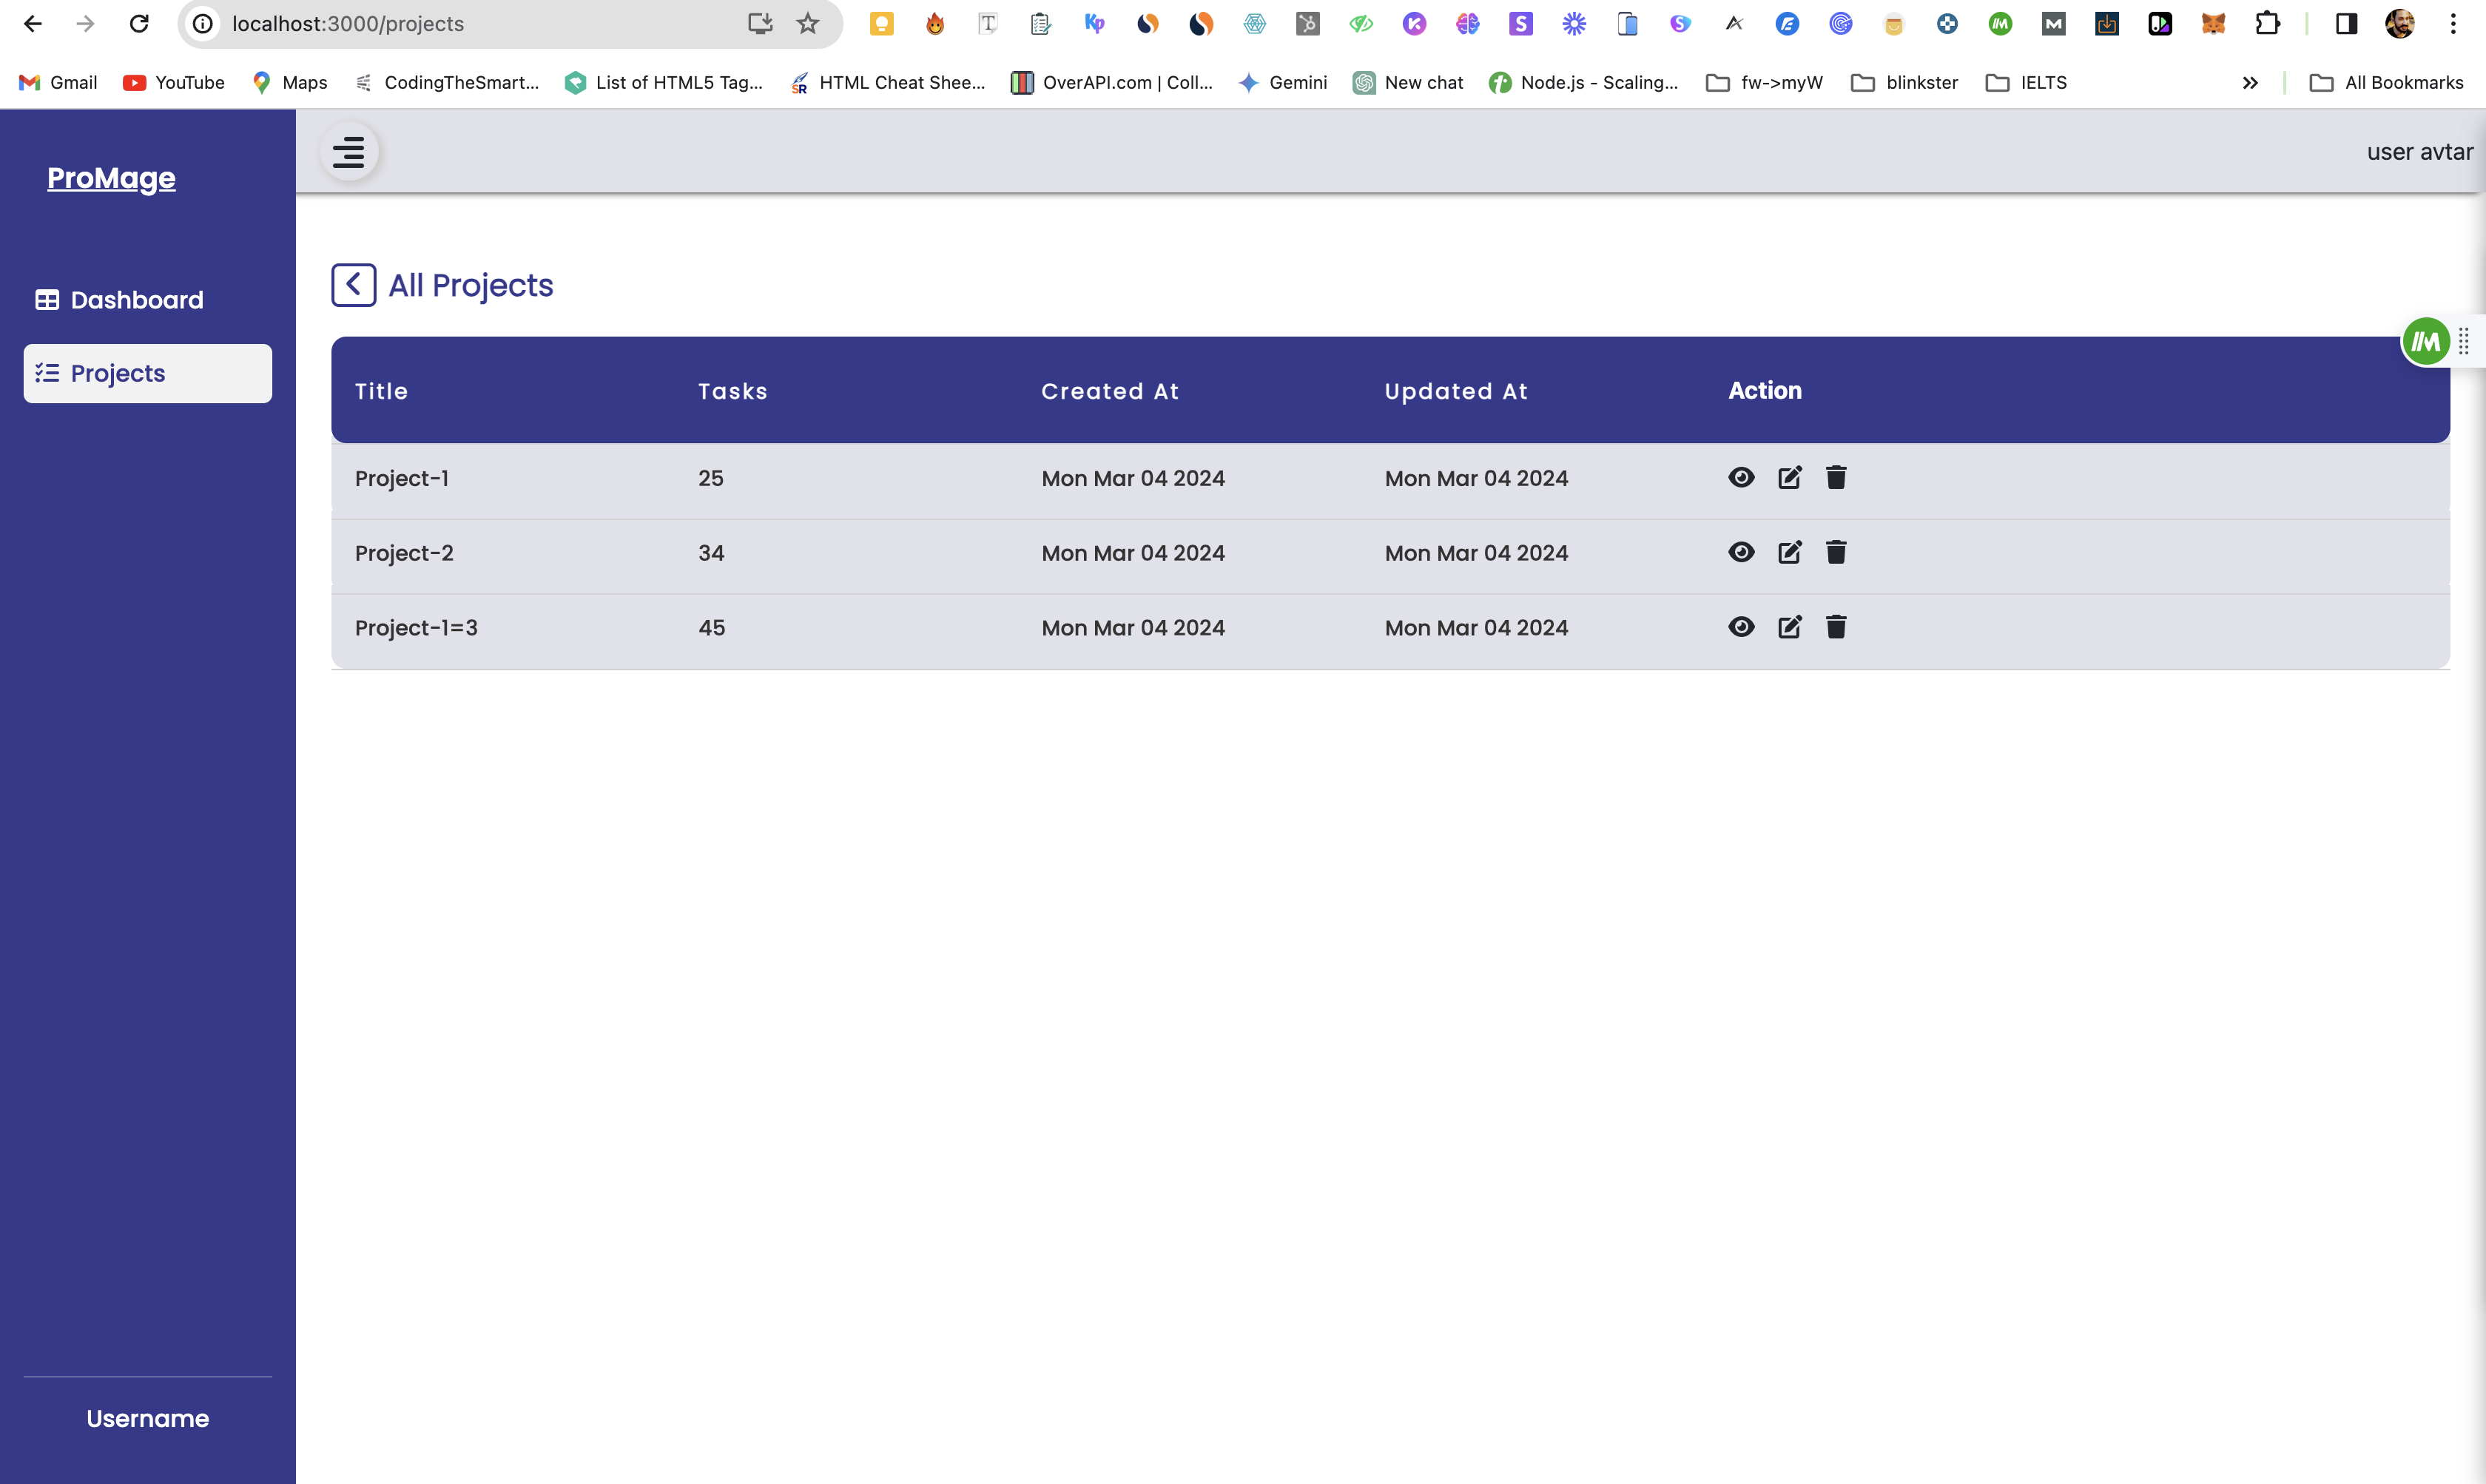 localhost:3000/projects
Gmail YouTube Maps CodingTheSmart... List of HTML5 Tag... HTML Cheat Shee... OverAPI.com | Coll... Gemini New chat Node.js - Scaling... fw->myW blinkster IELTS » All Bookmarks
ProMage
user avtar
Dashboard
Projects
All Projects
Title Tasks Created At Updated At Action
Project-1 25 Mon Mar 04 2024 Mon Mar 04 2024
Project-2 34 Mon Mar 04 2024 Mon Mar 04 2024
Project-1=3 45 Mon Mar 04 2024 Mon Mar 04 2024
Username